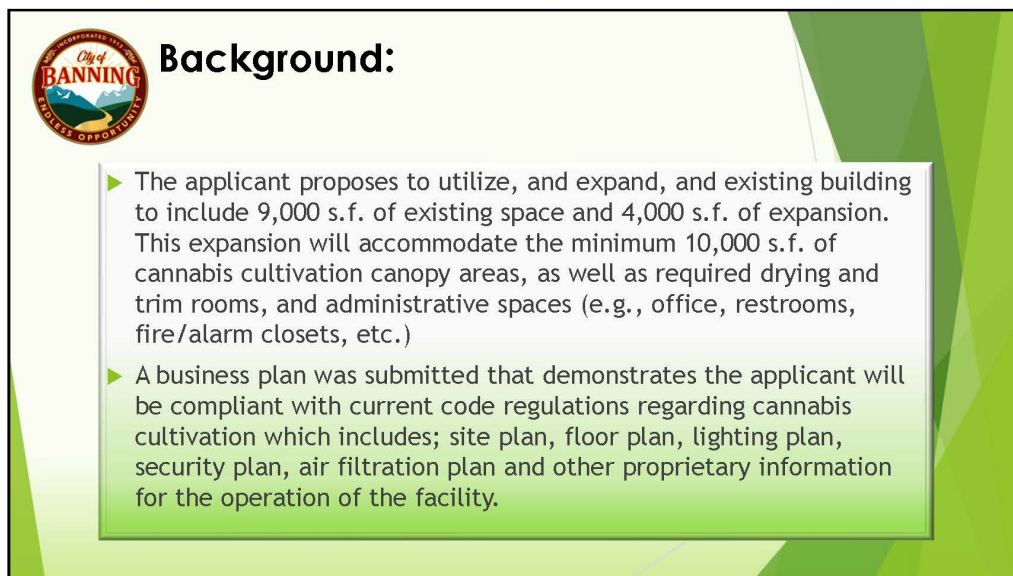 INCORPORATED 1913
City of
BANNING
ENDLESS OPPORTUNITY
Background:
The applicant proposes to utilize, and expand, and existing building
to include 9,000 s.f. of existing space and 4,000 s.f. of expansion.
This expansion will accommodate the minimum 10,000 s.f. of
cannabis cultivation canopy areas, as well as required drying and
trim rooms, and administrative spaces (e.g., office, restrooms,
fire/alarm closets, etc.)
A business plan was submitted that demonstrates the applicant will
be compliant with current code regulations regarding cannabis
cultivation which includes; site plan, floor plan, lighting plan,
security plan, air filtration plan and other proprietary information
for the operation of the facility.